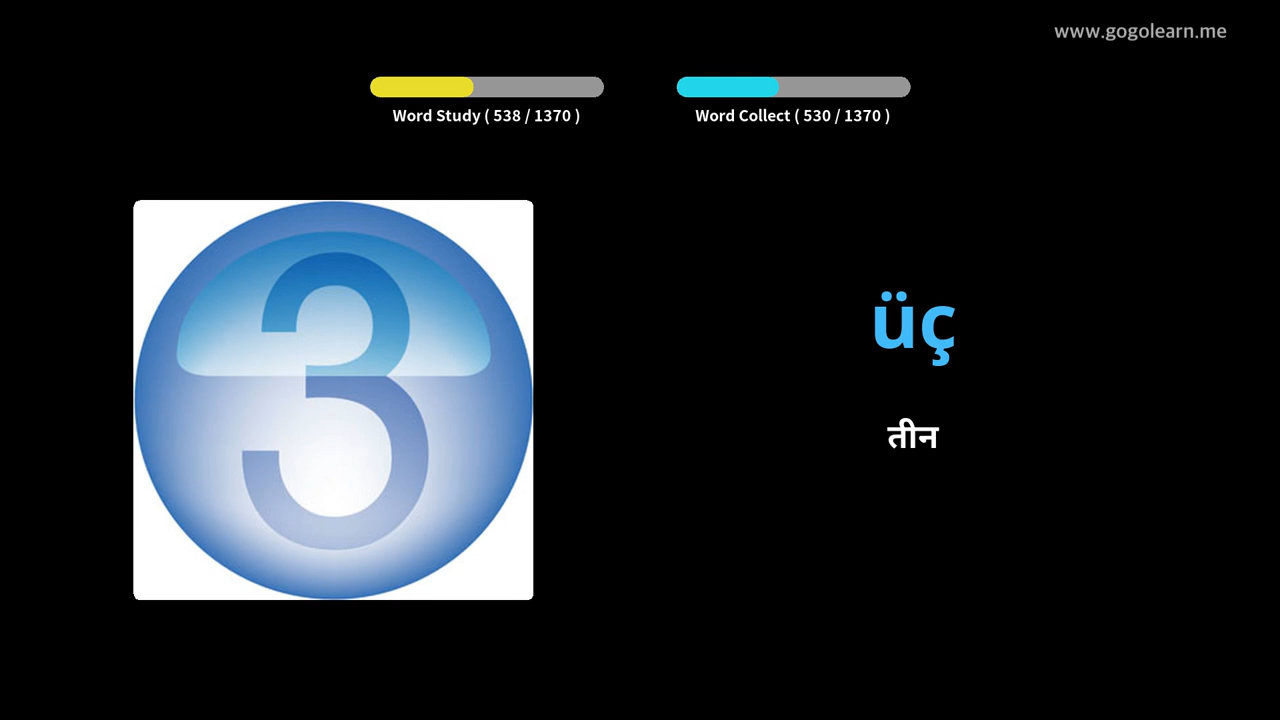 www.gogolearn.me
Word Study ( 538 / 1370 )
Word Collect ( 530 / 1370 )
3
üç
तीन